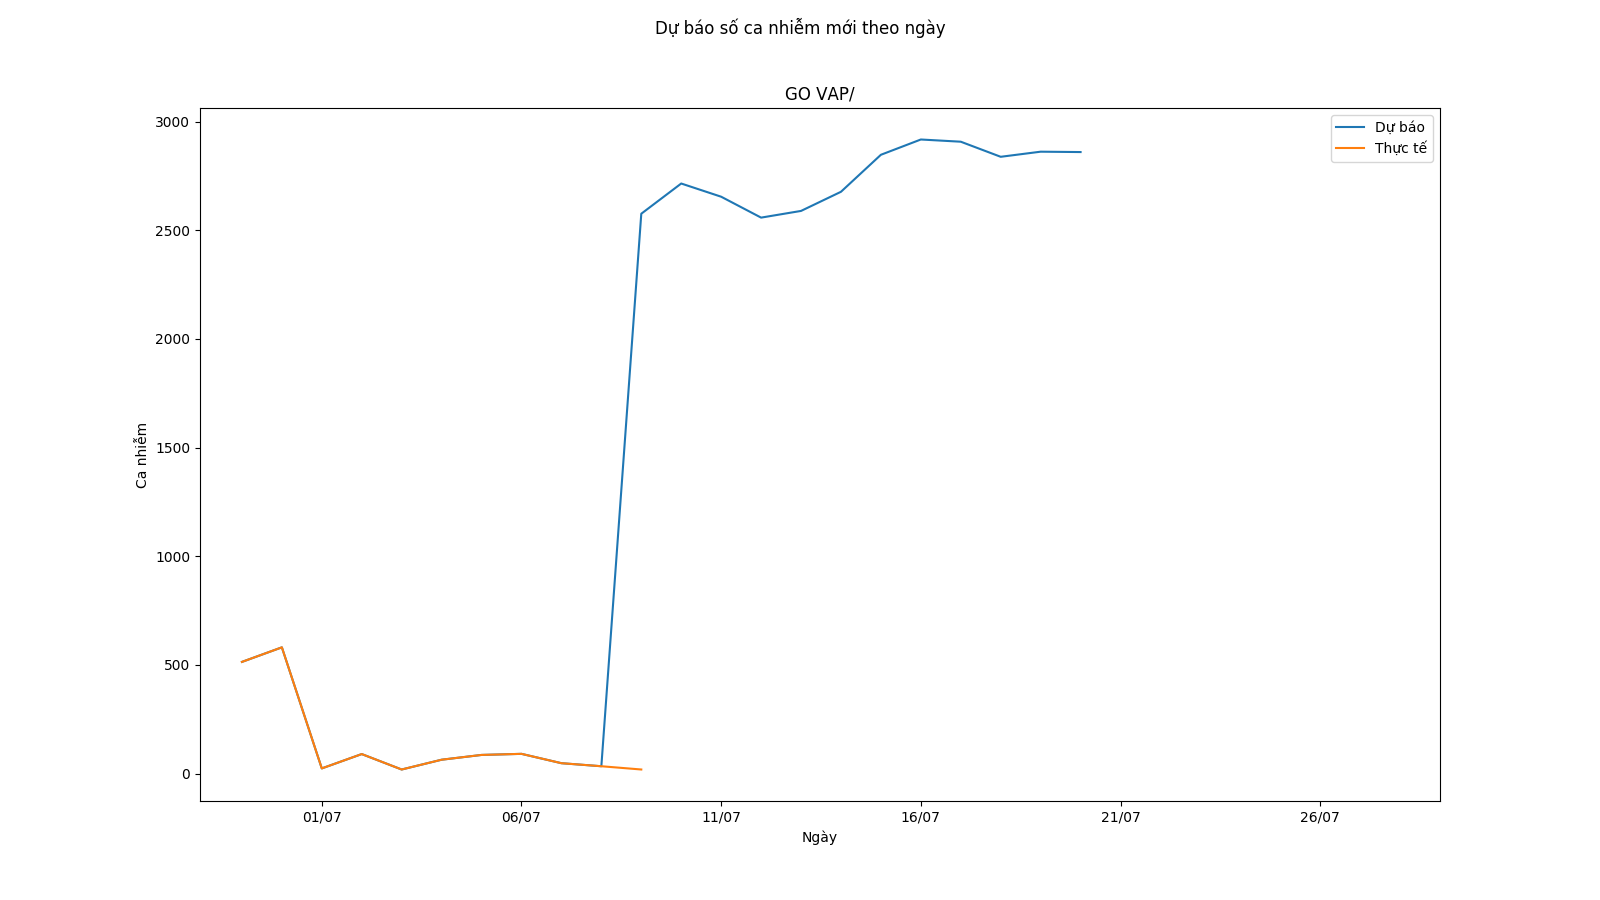 Dự báo số ca nhiễm mới theo ngày
GO VAP/
Dự báo
Thực tế
3000
2500
2000
1500
1000
500
0
Ca nhiễm
01/07
06/07
11/07
16/07
21/07
26/07
Ngày